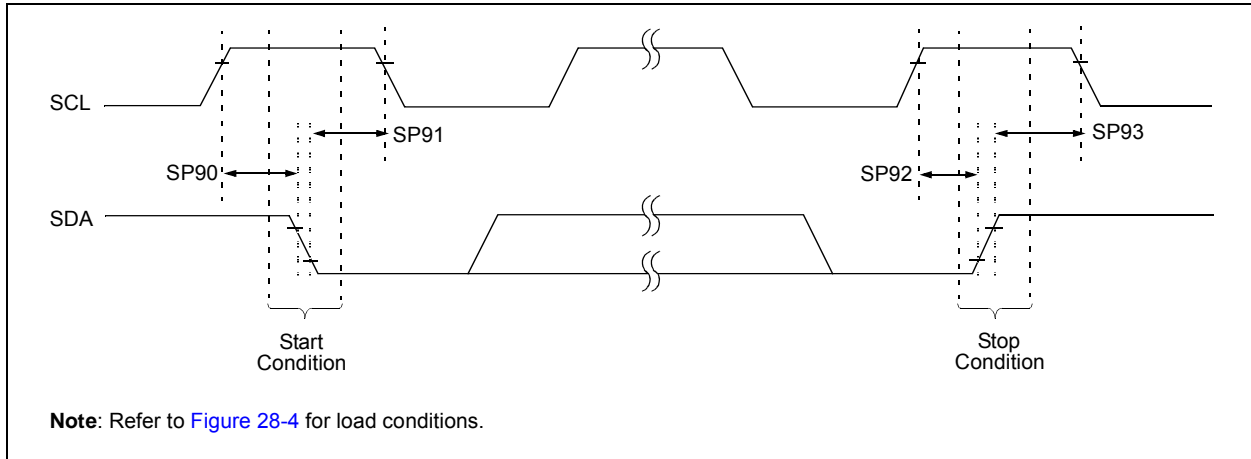 SCL
SP91
SP93
SP90
SP92
SDA
Start
Condition
Stop
Condition
Note: Refer to Figure 28-4 for load conditions.